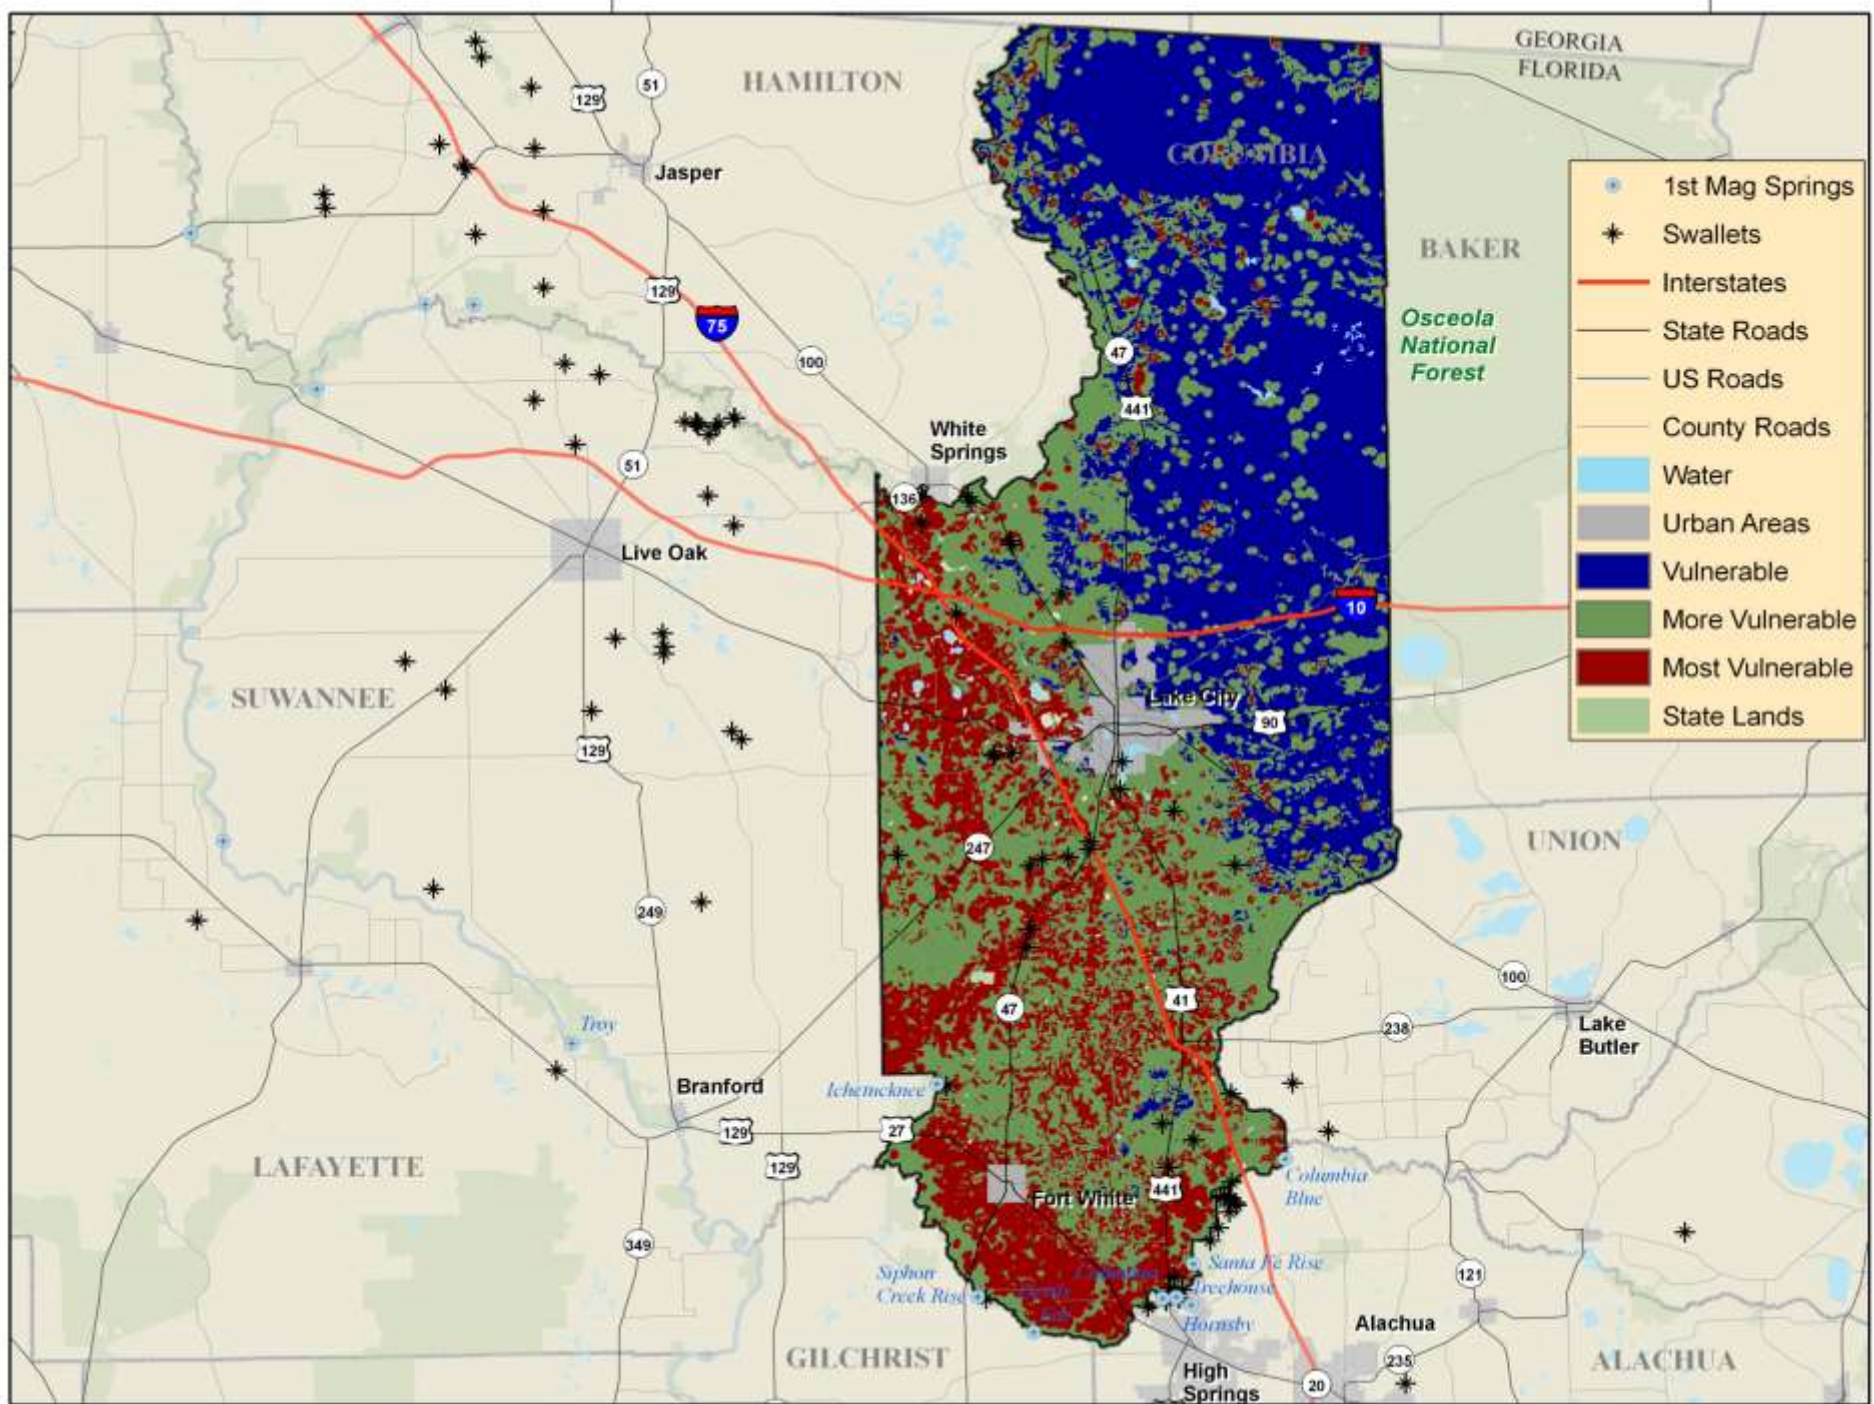 GEORGIA
FLORIDA
HAMILTON
COLUMBIA
BAKER
129
51
Jasper
129
75
100
47
441
Osceola
National
Forest
1st Mag Springs
Swallets
Interstates
State Roads
US Roads
County Roads
Water
Urban Areas
Vulnerable
More Vulnerable
Most Vulnerable
State Lands
White
Springs
136
51
Live Oak
10
SUWANNEE
Lake City
90
129
247
UNION
249
100
47
41
238
Lake
Butler
Troy
Ichetucknee
Branford
129
27
129
LAFAYETTE
Columbia
Blue
Fort White
441
349
Siphon
Creek Rise
Santa Fe Rise
Treehouse
Hornsby
121
Alachua
GILCHRIST
235
ALACHUA
High
Springs
20